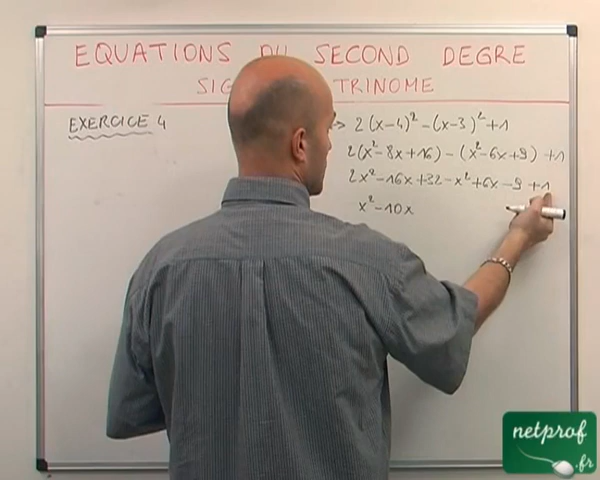 EQUATIONS DU SECOND DEGRE
TRINOME
EXERCICE 4
> 2(x-4)² -(x-3)² +1
2(x²-8x+16) - (x²-6x+9) +1
2x²-16x+32-x²+6x-9+1
x²-10x
netprof
.fr